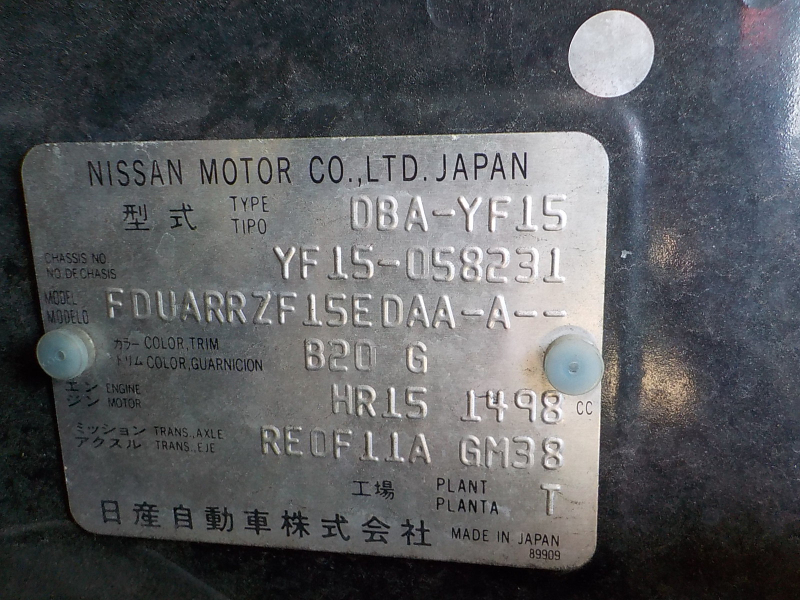 NISSAN MOTOR CO.,LTD. JAPAN
型式 TYPE TIPO DBA-YF15
CHASSIS NO. NO. DE CHASIS YF15-058231
MODEL MODELO FDUARRZF15EDAA-A--
カラー COLOR,TRIM
トリム COLOR,GUARNICION B20 G
エンジン ENGINE MOTOR HR15 1498 CC
ミッション TRANS.,AXLE
アクスル TRANS.,EJE RE0F11A GM38
工場 PLANT PLANTA T
日産自動車株式会社 MADE IN JAPAN
89909